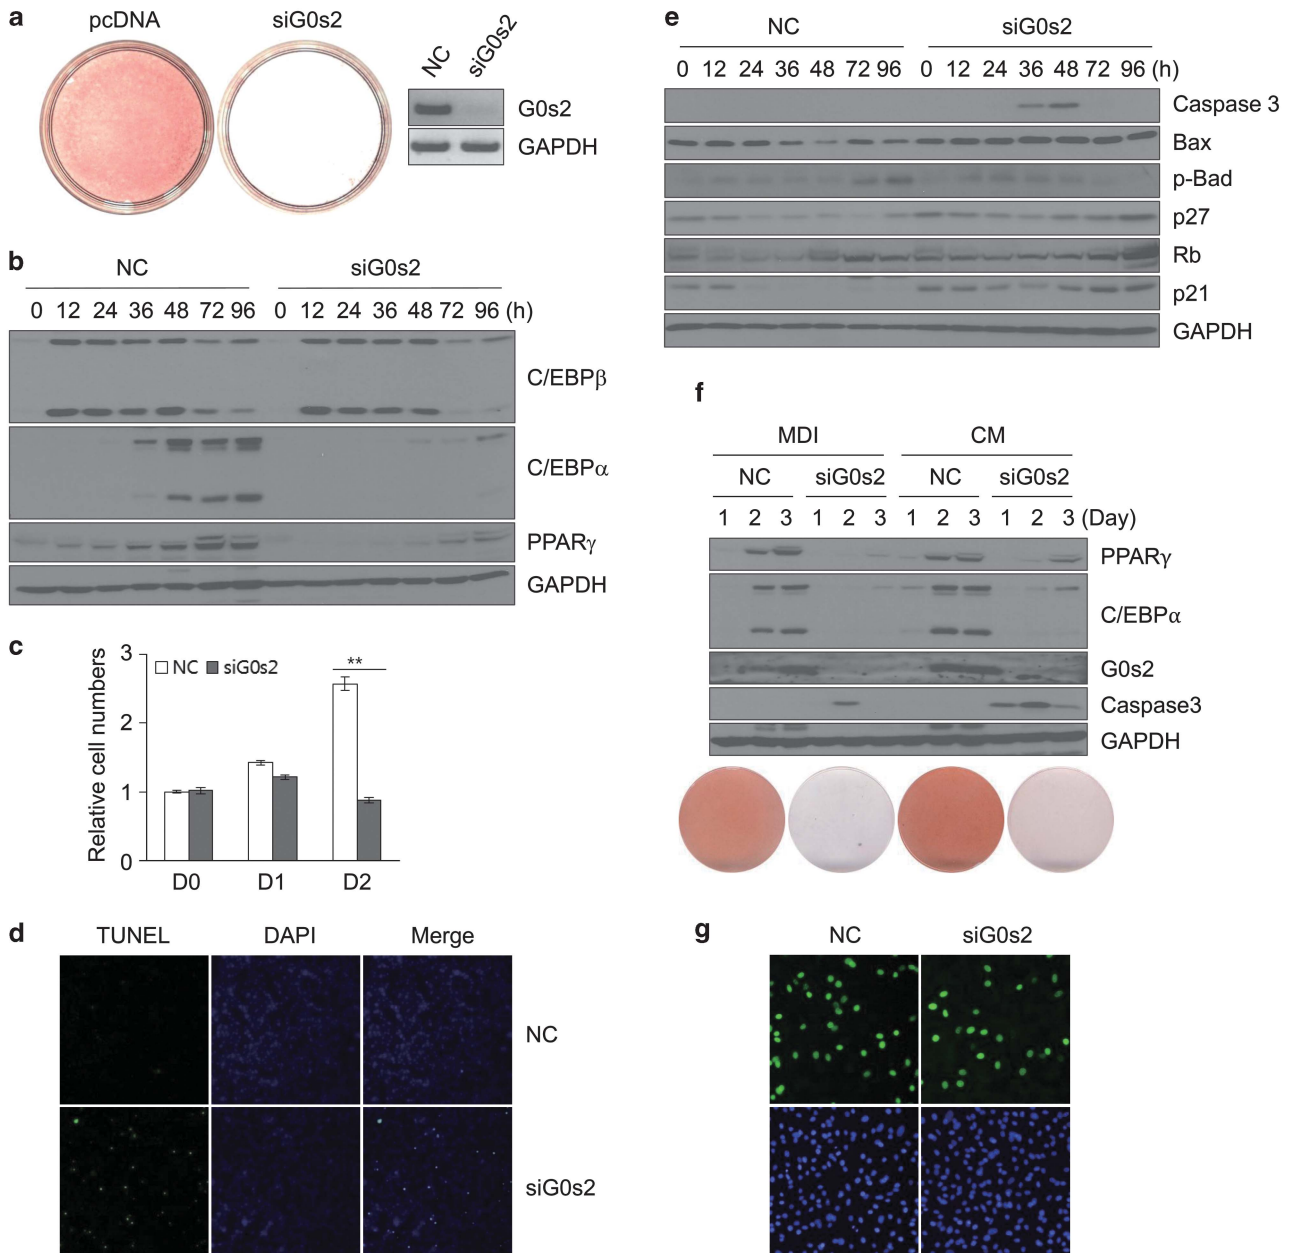 a
pcDNA siG0s2
NC siG0s2
G0s2
GAPDH
b
NC siG0s2
0 12 24 36 48 72 96 0 12 24 36 48 72 96 (h)
C/EBPβ
C/EBPα
PPARγ
GAPDH
c
Relative cell numbers
3
2
1
0
NC siG0s2
**
D0 D1 D2
d
TUNEL DAPI Merge
NC
siG0s2
e
NC siG0s2
0 12 24 36 48 72 96 0 12 24 36 48 72 96 (h)
Caspase 3
Bax
p-Bad
p27
Rb
p21
GAPDH
f
MDI CM
NC siG0s2 NC siG0s2
1 2 3 1 2 3 1 2 3 1 2 3 (Day)
PPARγ
C/EBPα
G0s2
Caspase3
GAPDH
g
NC siG0s2